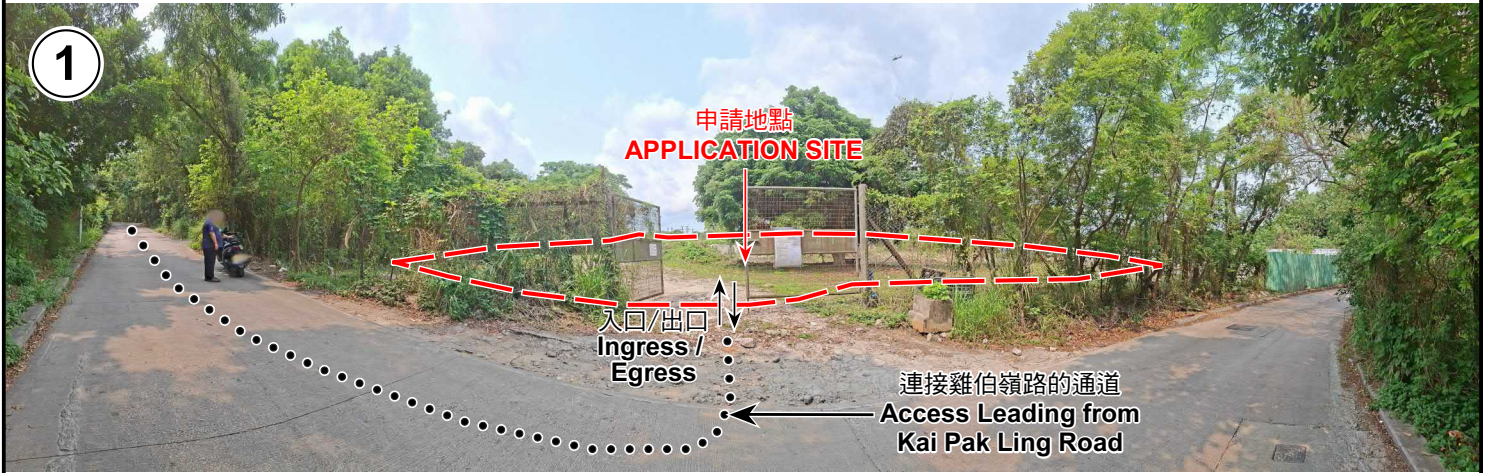 1
申請地點
APPLICATION SITE
入口/出口
Ingress /
Egress
連接雞伯嶺路的通道
Access Leading from
Kai Pak Ling Road